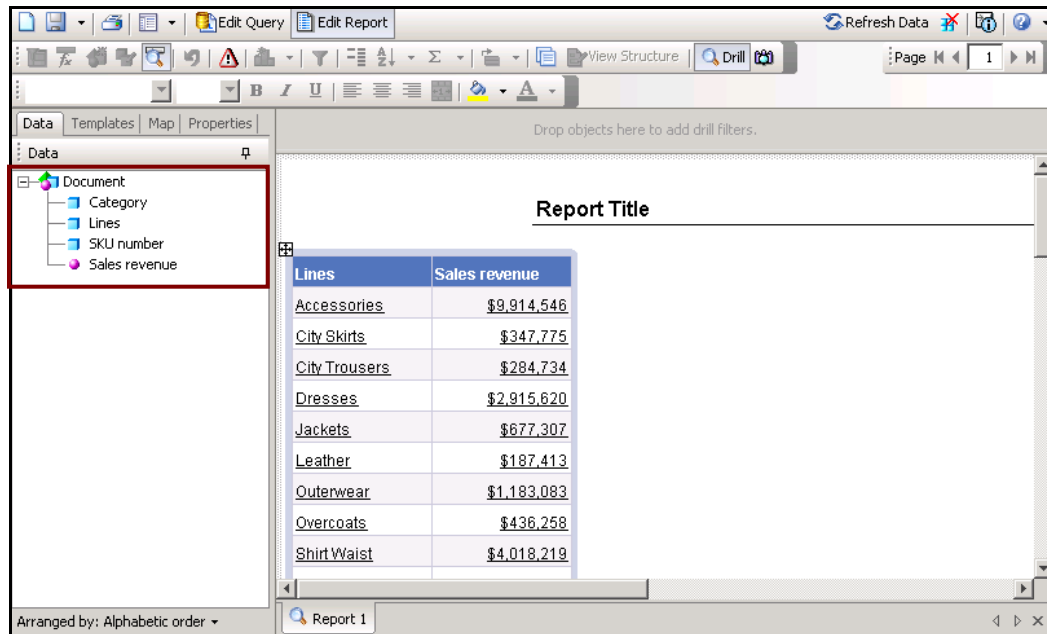 Edit Query Edit Report Refresh Data
View Structure Drill Page 1
B I U A
Data Templates Map Properties
Drop objects here to add drill filters.
Data
Document
Category
Lines
SKU number
Sales revenue
Report Title
Lines Sales revenue
Accessories $9,914,546
City Skirts $347,775
City Trousers $284,734
Dresses $2,915,620
Jackets $677,307
Leather $187,413
Outerwear $1,183,083
Overcoats $436,258
Shirt Waist $4,018,219
Arranged by: Alphabetic order
Report 1